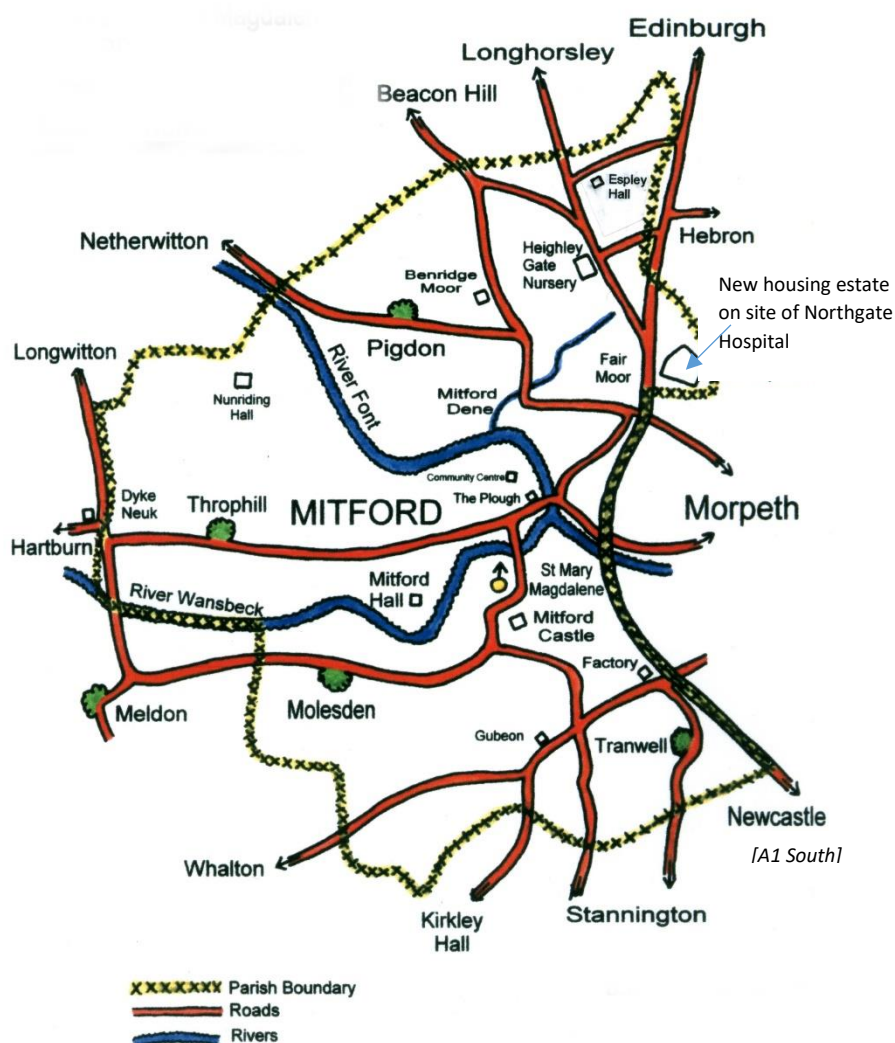 Edinburgh
Longhorsley
Beacon Hill
Espley
Hall
Hebron
Netherwitton
Heighley
Gate
Nursery
Benridge
Moor
New housing estate
on site of Northgate
Hospital
Longwitton
Pigdon
Fair
Moor
River Font
Nunriding
Hall
Mitford
Dene
Community Centre
The Plough
Dyke
Neuk
Throphill
MITFORD
Morpeth
Hartburn
River Wansbeck
Mitford
Hall
St Mary
Magdalene
Mitford
Castle
Factory
Meldon
Molesden
Gubeon
Tranwell
Newcastle
[A1 South]
Whalton
Kirkley
Hall
Stannington
Parish Boundary
Roads
Rivers